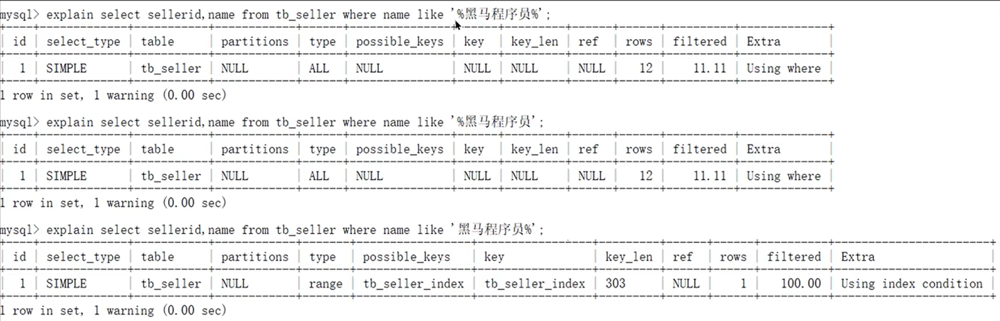 mysql> explain select sellerid,name from tb_seller where name like '%黑马程序员%';
+----+-------------+-----------+------------+------+---------------+------+---------+------+------+----------+-------------+
| id | select_type | table | partitions | type | possible_keys | key | key_len | ref | rows | filtered | Extra |
+----+-------------+-----------+------------+------+---------------+------+---------+------+------+----------+-------------+
| 1 | SIMPLE | tb_seller | NULL | ALL | NULL | NULL | NULL | NULL | 12 | 11.11 | Using where |
+----+-------------+-----------+------------+------+---------------+------+---------+------+------+----------+-------------+
1 row in set, 1 warning (0.00 sec)
mysql> explain select sellerid,name from tb_seller where name like '%黑马程序员';
+----+-------------+-----------+------------+------+---------------+------+---------+------+------+----------+-------------+
| id | select_type | table | partitions | type | possible_keys | key | key_len | ref | rows | filtered | Extra |
+----+-------------+-----------+------------+------+---------------+------+---------+------+------+----------+-------------+
| 1 | SIMPLE | tb_seller | NULL | ALL | NULL | NULL | NULL | NULL | 12 | 11.11 | Using where |
+----+-------------+-----------+------------+------+---------------+------+---------+------+------+----------+-------------+
1 row in set, 1 warning (0.00 sec)
mysql> explain select sellerid,name from tb_seller where name like '黑马程序员%';
+----+-------------+-----------+------------+-------+-----------------+-----------------+---------+------+------+----------+-----------------------+
| id | select_type | table | partitions | type | possible_keys | key | key_len | ref | rows | filtered | Extra |
+----+-------------+-----------+------------+-------+-----------------+-----------------+---------+------+------+----------+-----------------------+
| 1 | SIMPLE | tb_seller | NULL | range | tb_seller_index | tb_seller_index | 303 | NULL | 1 | 100.00 | Using index condition |
+----+-------------+-----------+------------+-------+-----------------+-----------------+---------+------+------+----------+-----------------------+
1 row in set, 1 warning (0.00 sec)